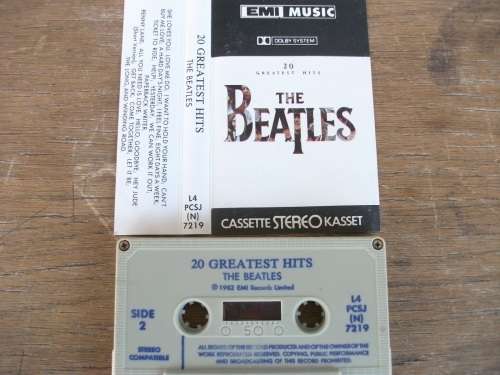 EMI MUSIC
DOLBY SYSTEM
20
GREATEST HITS
THE
BEATLES
CASSETTE STEREO KASSET
20 GREATEST HITS
THE BEATLES
L4
PCSJ
(N)
7219
SHE LOVES YOU, LOVE ME DO, I WANT TO HOLD YOUR HAND, CAN'T
BUY ME LOVE, A HARD DAY'S NIGHT, I FEEL FINE, EIGHT DAYS A WEEK,
TICKET TO RIDE, HELP!, YESTERDAY, WE CAN WORK IT OUT,
PAPERBACK WRITER
PENNY LANE, ALL YOU NEED IS LOVE, HELLO, GOODBYE, HEY JUDE
(Short Version), GET BACK, COME TOGETHER, LET IT BE,
THE LONG AND WINDING ROAD
20 GREATEST HITS
THE BEATLES
© 1982 EMI Records Limited
SIDE
2
50
L4
PCSJ
(N)
7219
STEREO
COMPATIBLE
ALL RIGHTS OF THE RECORD PRODUCER AND OF THE OWNER OF THE
WORK REPRODUCED RESERVED. COPYING, PUBLIC PERFORMANCE
AND BROADCASTING OF THIS RECORD PROHIBITED.